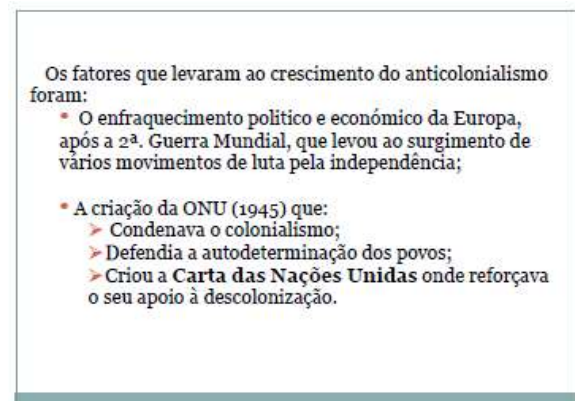 Os fatores que levaram ao crescimento do anticolonialismo
foram:
• O enfraquecimento politico e económico da Europa,
após a 2ª. Guerra Mundial, que levou ao surgimento de
vários movimentos de luta pela independência;
• A criação da ONU (1945) que:
➢ Condenava o colonialismo;
➢ Defendia a autodeterminação dos povos;
➢ Criou a Carta das Nações Unidas onde reforçava
o seu apoio à descolonização.